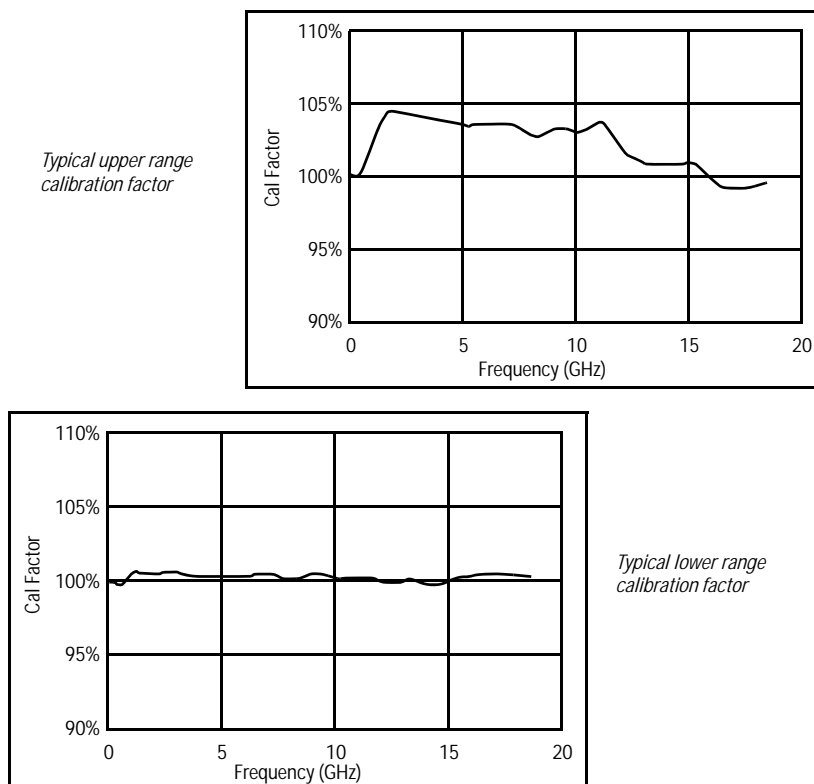 110%
105%
100%
95%
90%
Cal Factor
0 5 10 15 20
Frequency (GHz)
Typical upper range
calibration factor
110%
105%
100%
95%
90%
Cal Factor
0 5 10 15 20
Frequency (GHz)
Typical lower range
calibration factor